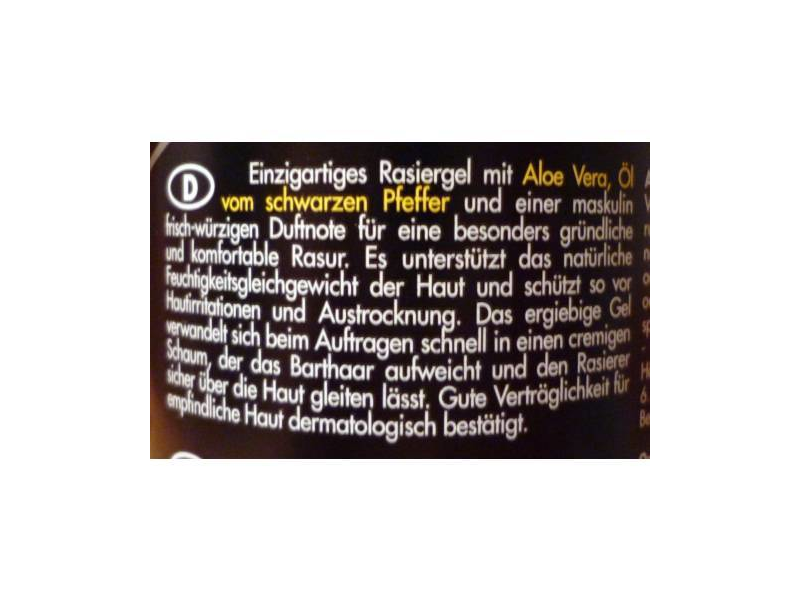 D
Einzigartiges Rasiergel mit Aloe Vera, Öl
vom schwarzen Pfeffer und einer maskulin
frisch-würzigen Duftnote für eine besonders gründliche
und komfortable Rasur. Es unterstützt das natürliche
Feuchtigkeitsgleichgewicht der Haut und schützt so vor
Hautirritationen und Austrocknung. Das ergiebige Gel
verwandelt sich beim Auftragen schnell in einen cremigen
Schaum, der das Barthaar aufweicht und den Rasierer
sicher über die Haut gleiten lässt. Gute Verträglichkeit für
empfindliche Haut dermatologisch bestätigt.